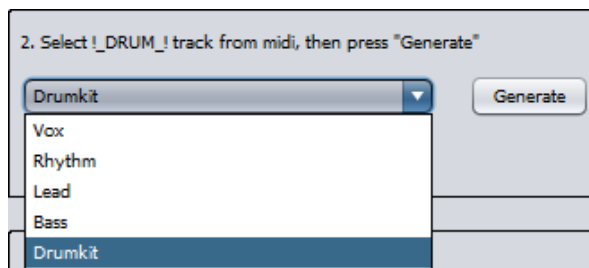 2. Select !_DRUM_! track from midi, then press "Generate"
Drumkit Generate
Vox
Rhythm
Lead
Bass
Drumkit